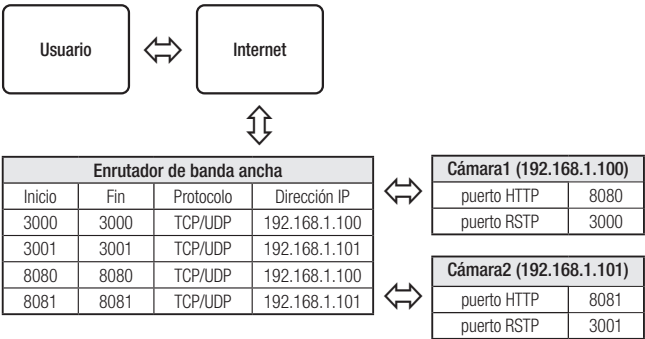 Usuario
Internet
Enrutador de banda ancha
Inicio Fin Protocolo Dirección IP
3000 3000 TCP/UDP 192.168.1.100
3001 3001 TCP/UDP 192.168.1.101
8080 8080 TCP/UDP 192.168.1.100
8081 8081 TCP/UDP 192.168.1.101
Cámara1 (192.168.1.100)
puerto HTTP 8080
puerto RSTP 3000
Cámara2 (192.168.1.101)
puerto HTTP 8081
puerto RSTP 3001